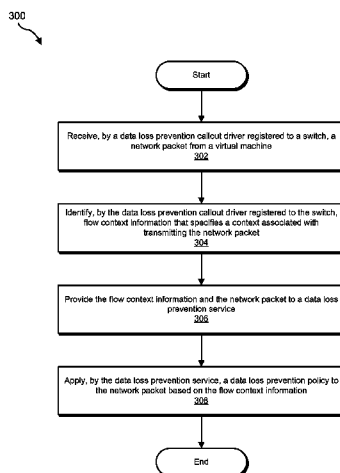 300
Start
Receive, by a data loss prevention callout driver registered to a switch, a
network packet from a virtual machine
302
Identify, by the data loss prevention callout driver registered to the switch,
flow context information that specifies a context associated with
transmitting the network packet
304
Provide the flow context information and the network packet to a data loss
prevention service
306
Apply, by the data loss prevention service, a data loss prevention policy to
the network packet based on the flow context information
308
End